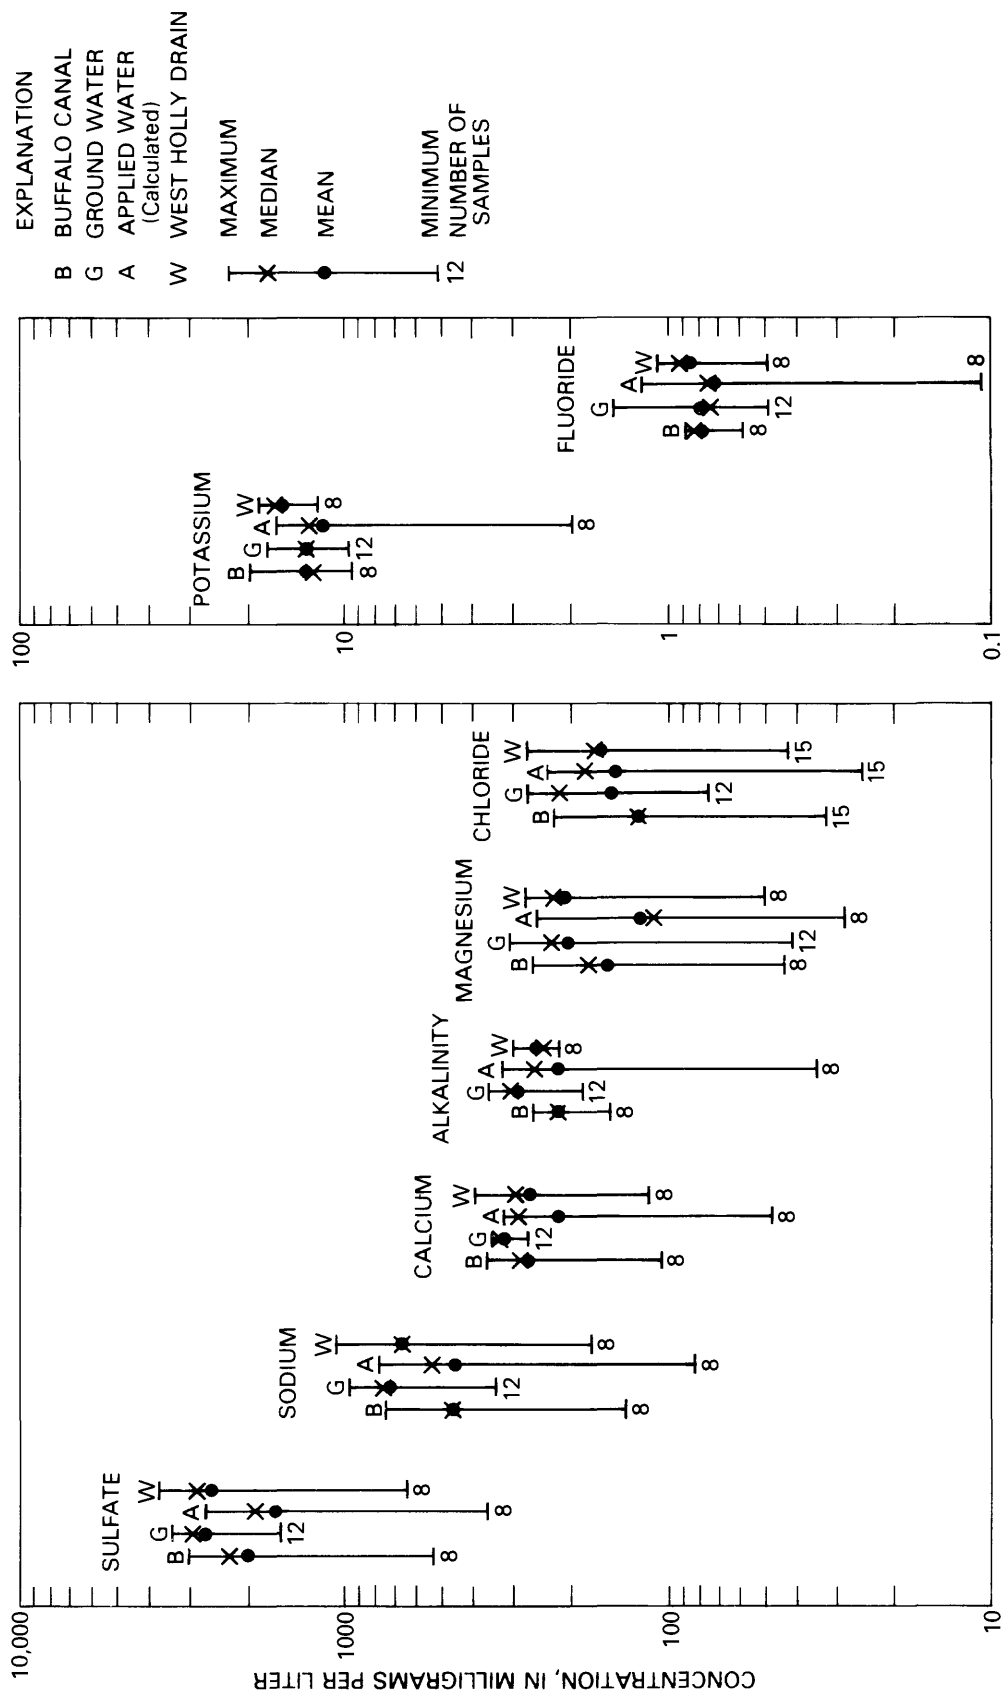 CONCENTRATION, IN MILLIGRAMS PER LITER
10,000
1000
100
10
SULFATE
B G A W
8 12 8 8
SODIUM
B G A W
8 12 8 8
CALCIUM
B G A W
8 12 8 8
ALKALINITY
B G A W
8 12 8 8
MAGNESIUM
B G A W
8 12 8 8
CHLORIDE
B G A W
15 12 15 15
100
10
1
0.1
POTASSIUM
B G A W
8 12 8 8
FLUORIDE
B G A W
8 12 8 8
EXPLANATION
B BUFFALO CANAL
G GROUND WATER
A APPLIED WATER
(Calculated)
W WEST HOLLY DRAIN
MAXIMUM
MEDIAN
MEAN
MINIMUM
12 NUMBER OF
SAMPLES